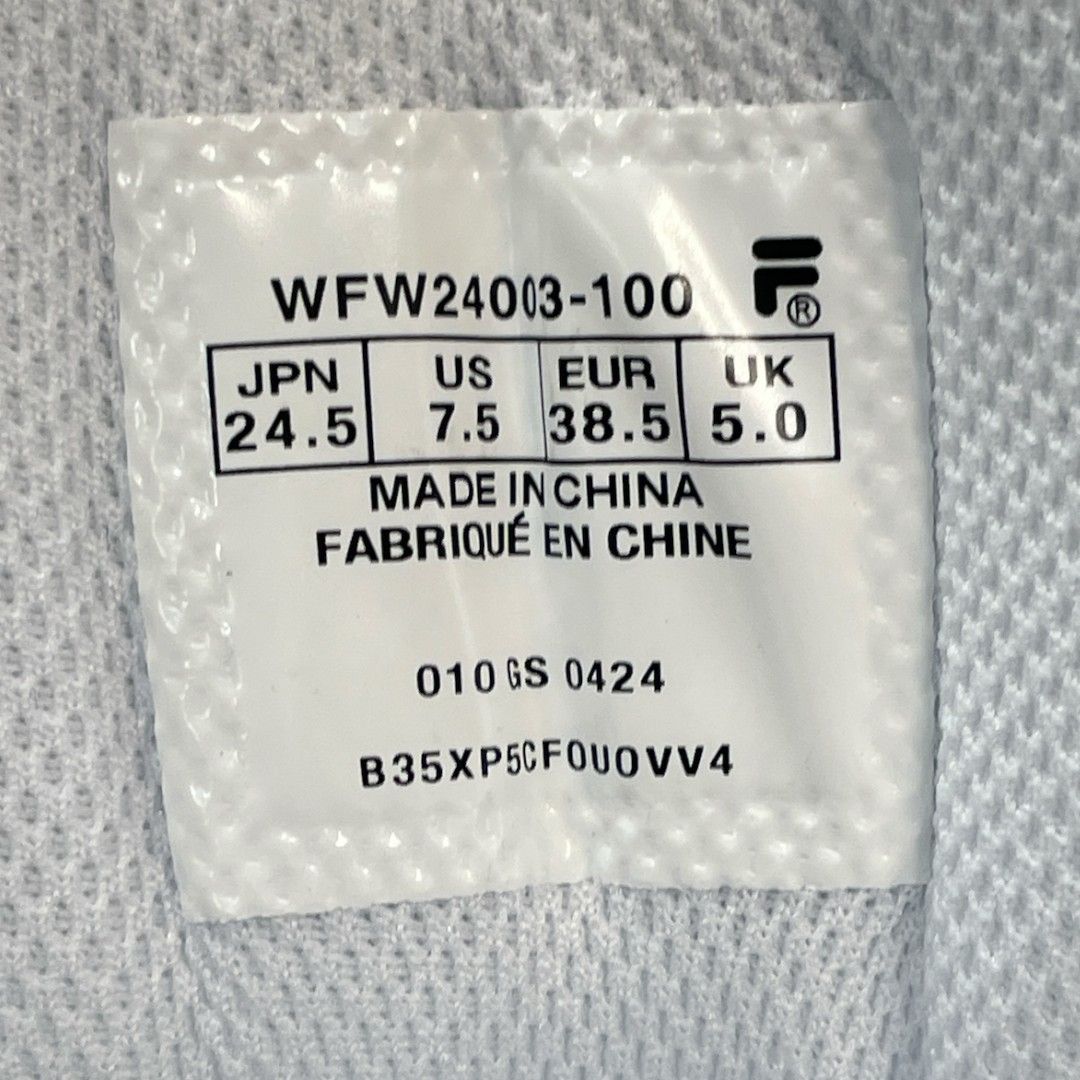 WFW24003-100
JPN US EUR UK
24.5 7.5 38.5 5.0
MADE IN CHINA
FABRIQUÉ EN CHINE
010 GS 0424
B35XP5CF0U0VV4